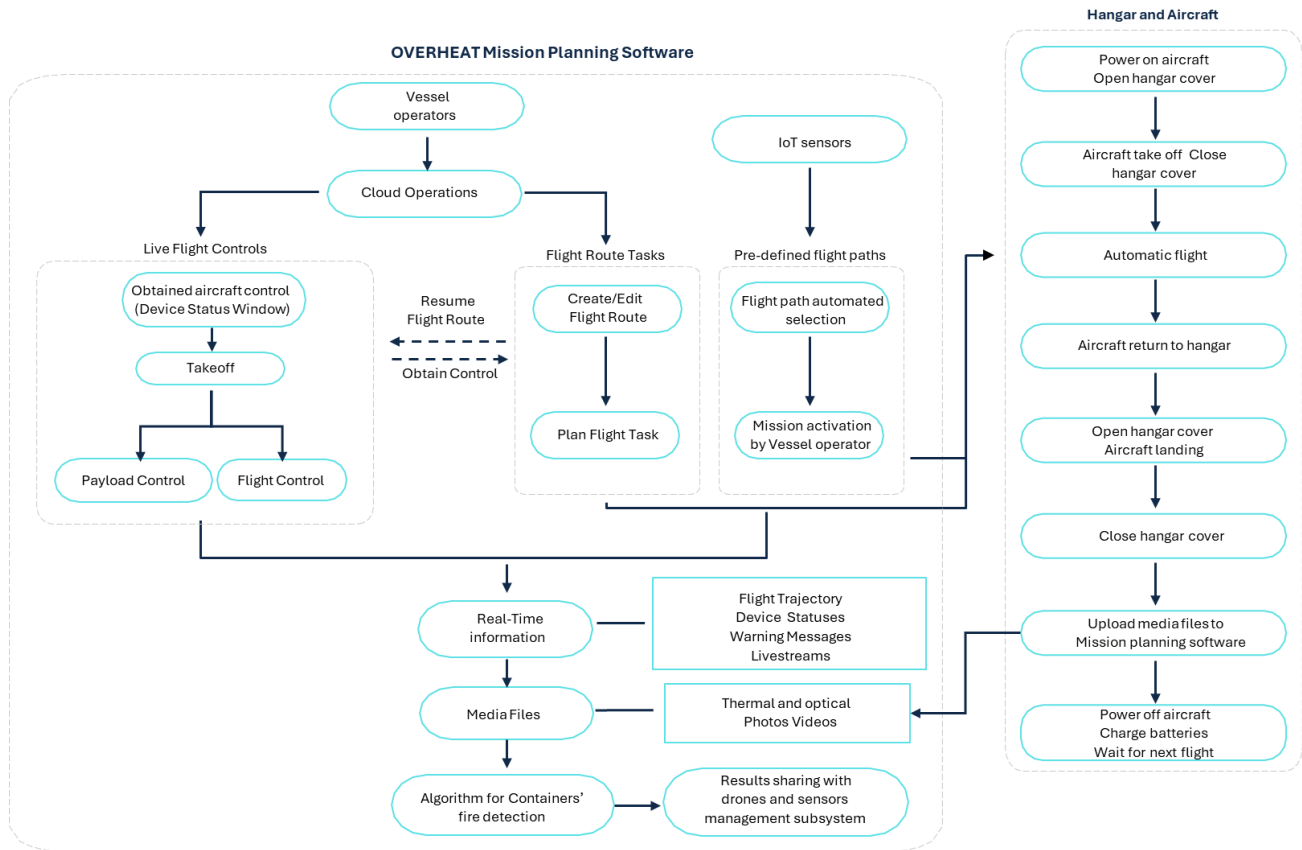 OVERHEAT Mission Planning Software
Vessel
operators
Cloud Operations
IoT sensors
Live Flight Controls
Obtained aircraft control
(Device Status Window)
Takeoff
Payload Control
Flight Control
Resume
Flight Route
Obtain Control
Flight Route Tasks
Create/Edit
Flight Route
Plan Flight Task
Pre-defined flight paths
Flight path automated
selection
Mission activation
by Vessel operator
Real-Time
information
Flight Trajectory
Device Statuses
Warning Messages
Livestreams
Media Files
Thermal and optical
Photos Videos
Algorithm for Containers’
fire detection
Results sharing with
drones and sensors
management subsystem
Hangar and Aircraft
Power on aircraft
Open hangar cover
Aircraft take off Close
hangar cover
Automatic flight
Aircraft return to hangar
Open hangar cover
Aircraft landing
Close hangar cover
Upload media files to
Mission planning software
Power off aircraft
Charge batteries
Wait for next flight